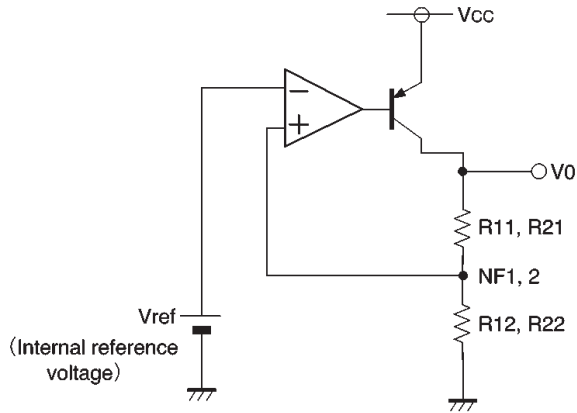 Vcc
−
+
V0
R11, R21
NF1, 2
Vref
(Internal reference
voltage)
R12, R22